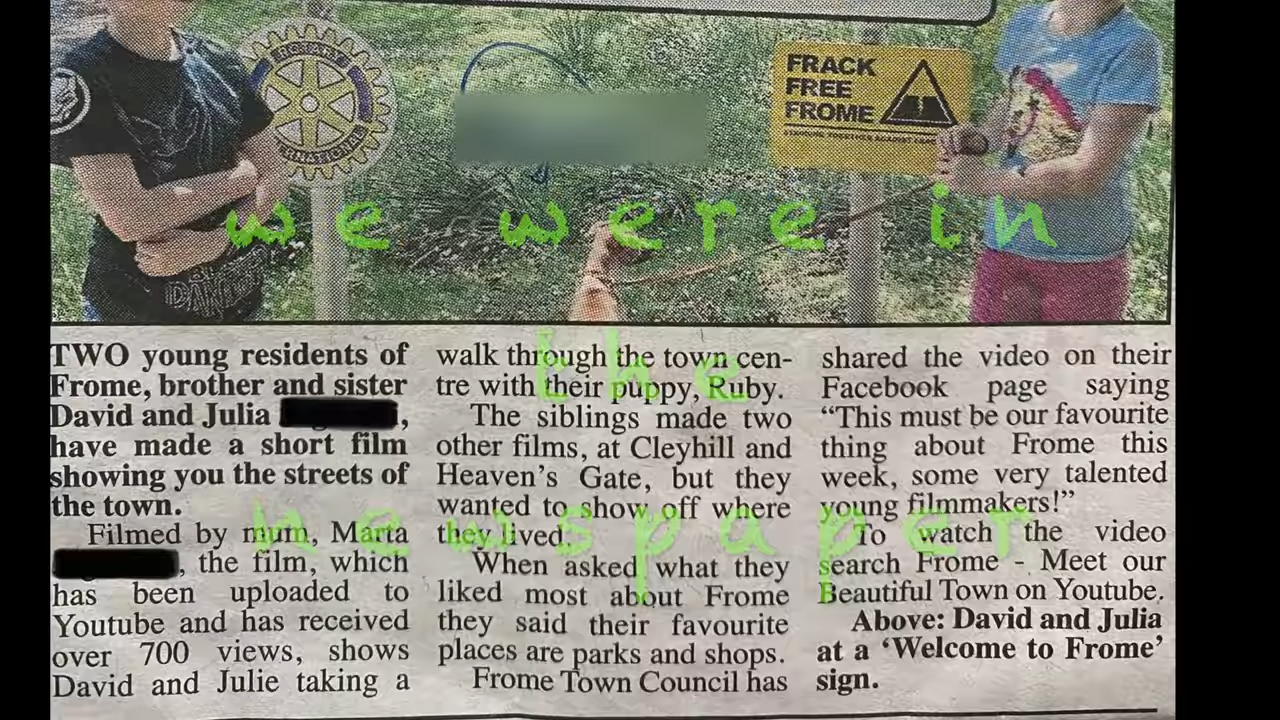 ROTARY
FRACK
FREE
FROME
we were in
the
newspaper
TWO young residents of
Frome, brother and sister
David and Julia ,
have made a short film
showing you the streets of
the town.
Filmed by mum, Marta
, the film, which
has been uploaded to
Youtube and has received
over 700 views, shows
David and Julie taking a
walk through the town cen-
tre with their puppy, Ruby.
The siblings made two
other films, at Cleyhill and
Heaven's Gate, but they
wanted to show off where
they lived.
When asked what they
liked most about Frome
they said their favourite
places are parks and shops.
Frome Town Council has
shared the video on their
Facebook page saying
“This must be our favourite
thing about Frome this
week, some very talented
young filmmakers!”
To watch the video
search Frome - Meet our
Beautiful Town on Youtube.
Above: David and Julia
at a ‘Welcome to Frome’
sign.